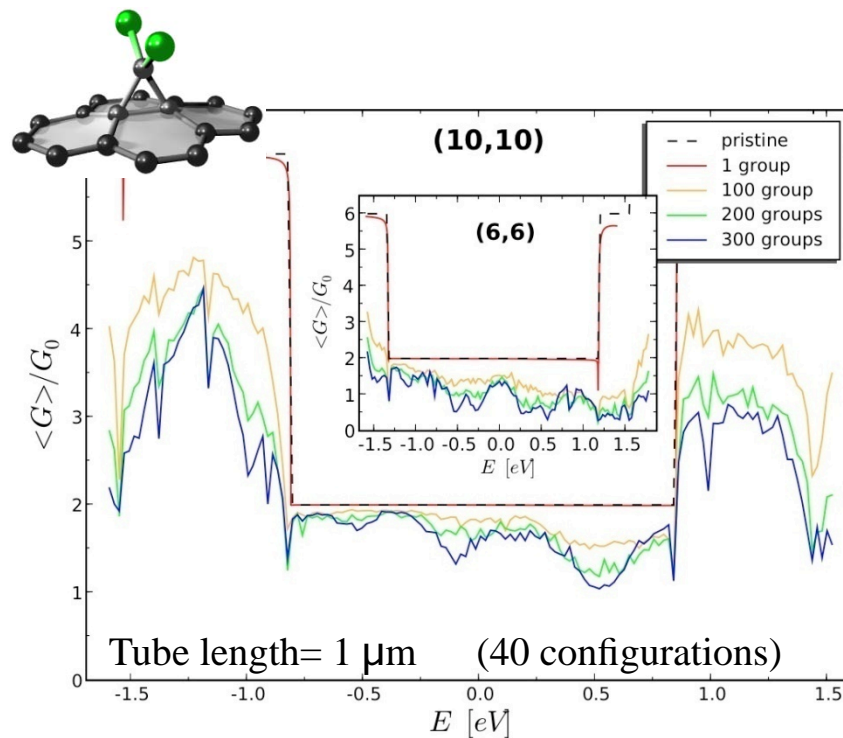 (10,10)
pristine
1 group
100 group
200 groups
300 groups
(6,6)
<G>/G0
6
5
4
3
2
1
0
-1.5 -1.0 -0.5 0.0 0.5 1.0 1.5
E [eV]
<G>/G0
5
4
3
2
1
0
Tube length= 1 μm (40 configurations)
-1.5 -1.0 -0.5 0.0 0.5 1.0 1.5
E [eV]